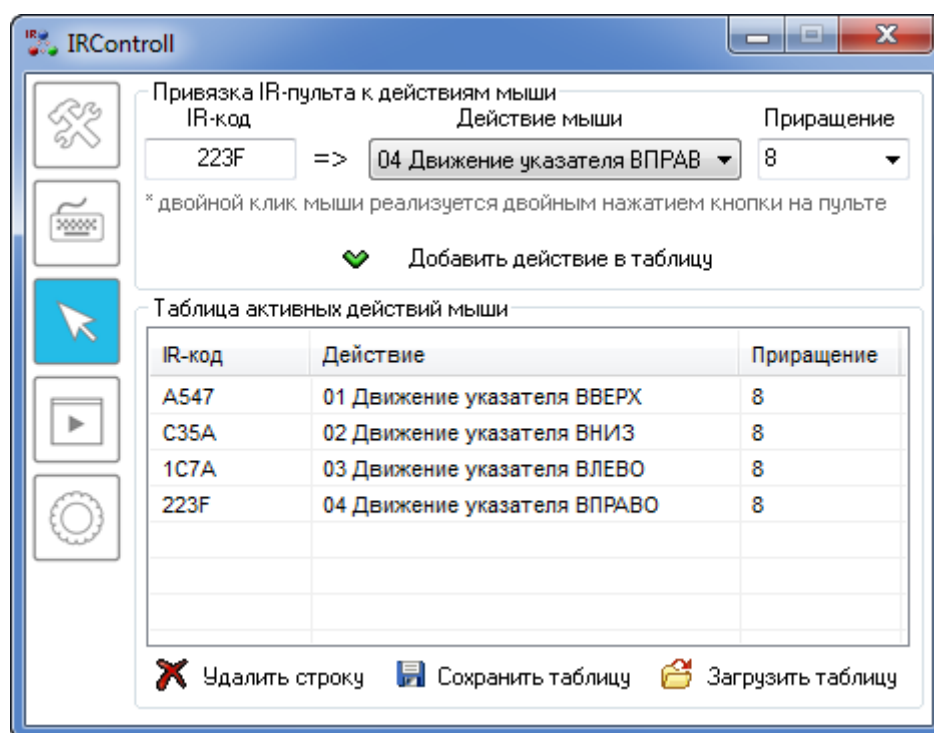 IRControll
Привязка IR-пульта к действиям мыши
IR-код Действие мыши Приращение
223F => 04 Движение указателя ВПРАВ 8
* двойной клик мыши реализуется двойным нажатием кнопки на пульте
Добавить действие в таблицу
Таблица активных действий мыши
IR-код Действие Приращение
A547 01 Движение указателя ВВЕРХ 8
C35A 02 Движение указателя ВНИЗ 8
1C7A 03 Движение указателя ВЛЕВО 8
223F 04 Движение указателя ВПРАВО 8
Удалить строку Сохранить таблицу Загрузить таблицу